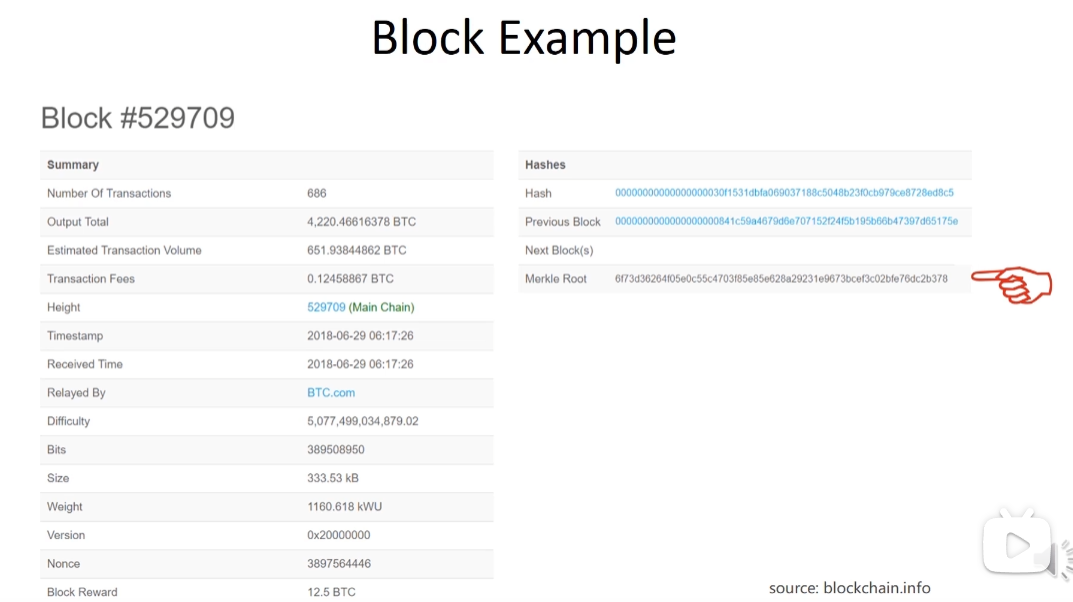 Block Example
Block #529709
Summary
Number Of Transactions 686
Output Total 4,220.46616378 BTC
Estimated Transaction Volume 651.93844862 BTC
Transaction Fees 0.12458867 BTC
Height 529709 (Main Chain)
Timestamp 2018-06-29 06:17:26
Received Time 2018-06-29 06:17:26
Relayed By BTC.com
Difficulty 5,077,499,034,879.02
Bits 389508950
Size 333.53 kB
Weight 1160.618 kWU
Version 0x20000000
Nonce 3897564446
Block Reward 12.5 BTC
Hashes
Hash
Previous Block
Next Block(s)
Merkle Root 6f73d36264f05e0c55c4703f85e85e628a29231e9673bcef3c02bfe76dc2b378
source: blockchain.info